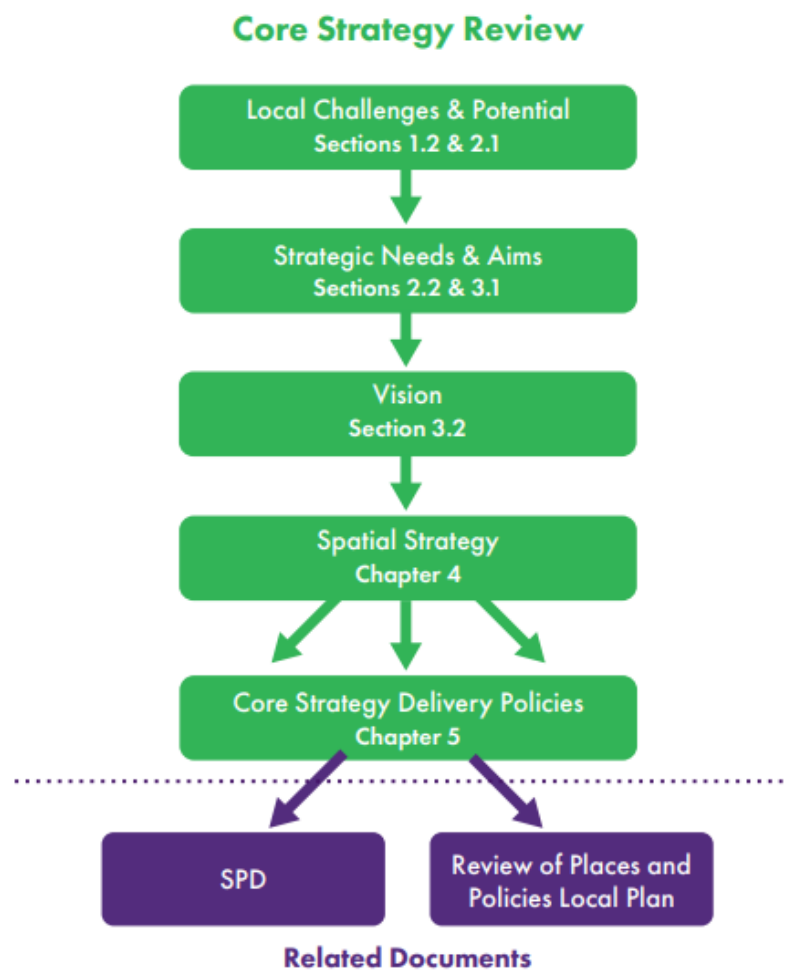 Core Strategy Review
Local Challenges & Potential
Sections 1.2 & 2.1
Strategic Needs & Aims
Sections 2.2 & 3.1
Vision
Section 3.2
Spatial Strategy
Chapter 4
Core Strategy Delivery Policies
Chapter 5
SPD
Review of Places and
Policies Local Plan
Related Documents